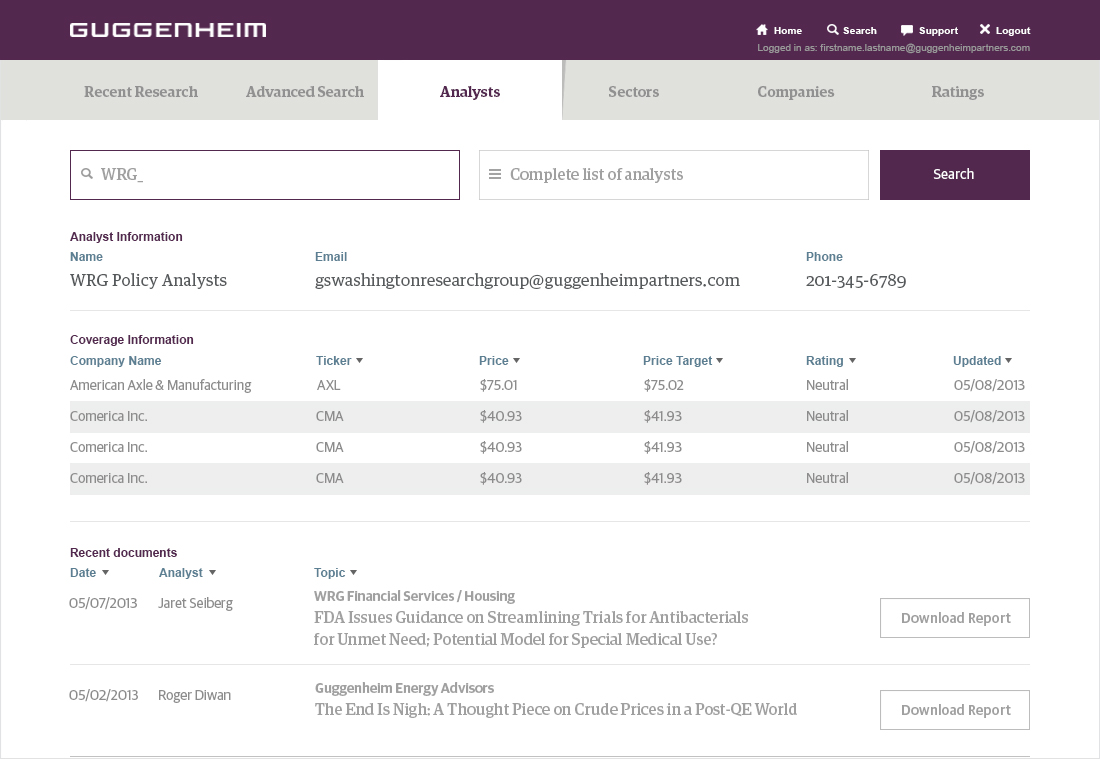 GUGGENHEIM
Home Search Support Logout
Logged in as: firstname.lastname@guggenheimpartners.com
Recent Research Advanced Search Analysts Sectors Companies Ratings
WRG_ Complete list of analysts Search
Analyst Information
Name Email Phone
WRG Policy Analysts gswashingtonresearchgroup@guggenheimpartners.com 201-345-6789
Coverage Information
Company Name Ticker Price Price Target Rating Updated
American Axle & Manufacturing AXL $75.01 $75.02 Neutral 05/08/2013
Comerica Inc. CMA $40.93 $41.93 Neutral 05/08/2013
Comerica Inc. CMA $40.93 $41.93 Neutral 05/08/2013
Comerica Inc. CMA $40.93 $41.93 Neutral 05/08/2013
Recent documents
Date Analyst Topic
05/07/2013 Jaret Seiberg WRG Financial Services / Housing
FDA Issues Guidance on Streamlining Trials for Antibacterials
for Unmet Need; Potential Model for Special Medical Use?
Download Report
05/02/2013 Roger Diwan Guggenheim Energy Advisors
The End Is Nigh: A Thought Piece on Crude Prices in a Post-QE World
Download Report